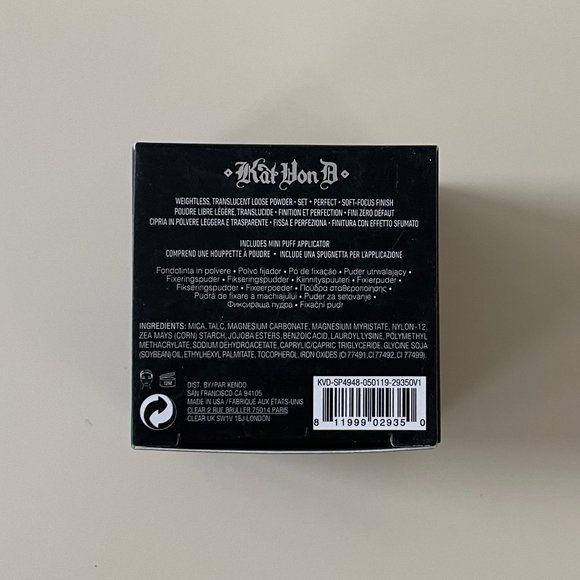 Kat Von D
WEIGHTLESS, TRANSLUCENT LOOSE POWDER • SET + PERFECT • SOFT-FOCUS FINISH
POUDRE LIBRE LÉGÈRE, TRANSLUCIDE • FINITION ET PERFECTION • FINI ZÉRO DÉFAUT
CIPRIA IN POLVERE LEGGERA E TRASPARENTE • FISSA E PERFEZIONA • FINITURA CON EFFETTO SFUMATO
INCLUDES MINI PUFF APPLICATOR
COMPREND UNE HOUPPETTE À POUDRE • INCLUDE UNA SPUGNETTA PER L'APPLICAZIONE
Fondotinta in polvere • Polvo fijador • Pó de fixação • Puder utrwalający •
Fixeringspuder • Fikseringspudder • Kiinnityspuuteri • Fixierpuder •
Fikseringspudder • Fixeerpoeder • Πούδρα σταθεροποίησης •
Pudră de fixare a machiajului • Puder za setovanje •
Фиксираща пудра • Fixační pudr
INGREDIENTS: MICA, TALC, MAGNESIUM CARBONATE, MAGNESIUM MYRISTATE, NYLON-12,
ZEA MAYS (CORN) STARCH, JOJOBA ESTERS, BENZOIC ACID, LAUROYL LYSINE, POLYMETHYL
METHACRYLATE, SODIUM DEHYDROACETATE, CAPRYLIC/CAPRIC TRIGLYCERIDE, GLYCINE SOJA
(SOYBEAN) OIL, ETHYLHEXYL PALMITATE, TOCOPHEROL, IRON OXIDES (CI 77491, CI 77492, CI 77499).
12M
DIST. BY/PAR KENDO
SAN FRANCISCO CA 94105
MADE IN USA / FABRIQUÉ AUX ÉTATS-UNIS
CLEAR 2 RUE BRULLER 75014 PARIS
CLEAR UK SW1V 1EJ LONDON
KVD-SP4948-050119-29350V1
8 11999 02935 0